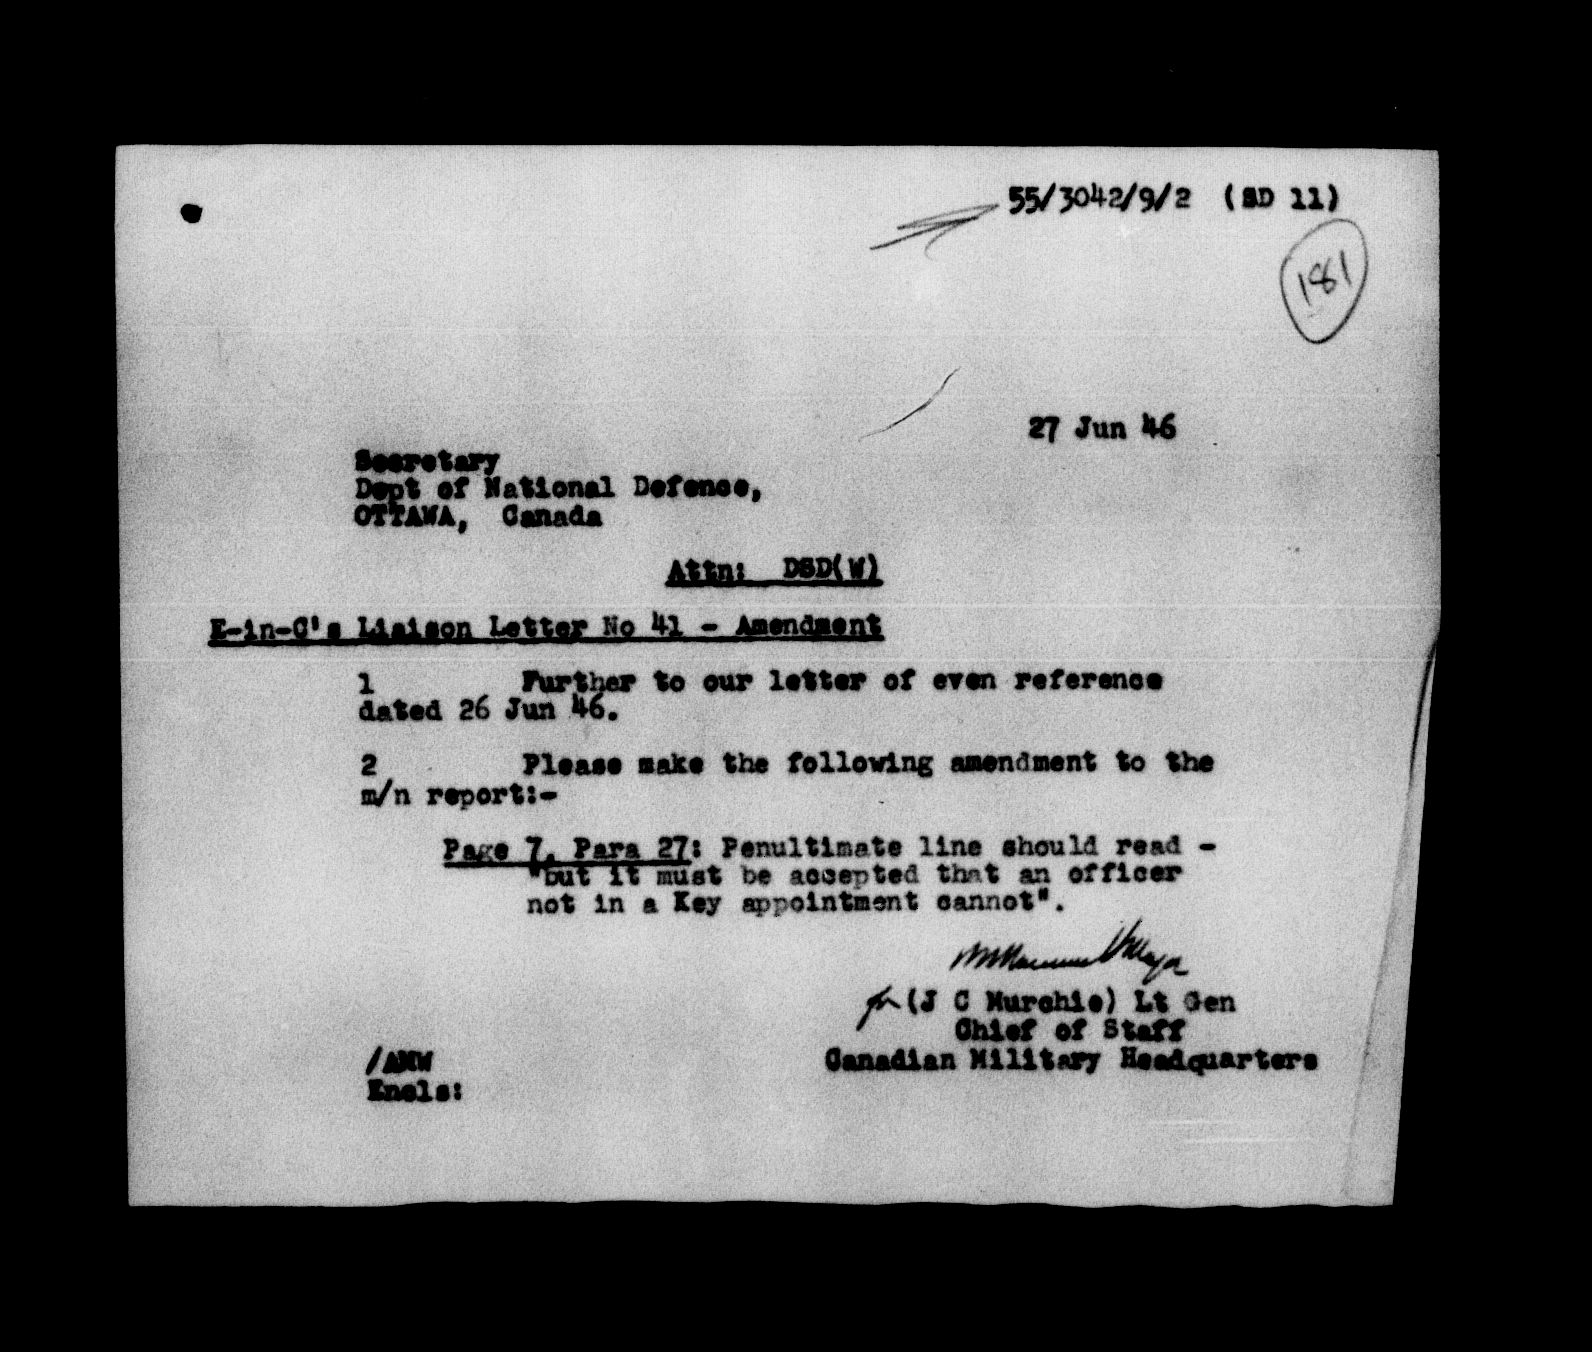 55/3042/9/2 (SD 11)
181
27 Jun 46
Secretary
Dept of National Defence,
OTTAWA, Canada
Attn: DSD(W)
E-in-C's Liaison Letter No 41 - Amendment
1 Further to our letter of even reference
dated 26 Jun 46.
2 Please make the following amendment to the
m/n report:-
Page 7, Para 27: Penultimate line should read -
"but it must be accepted that an officer
not in a Key appointment cannot".
for (J C Murchie) Lt Gen
Chief of Staff
Canadian Military Headquarters
/AMW
Encls: